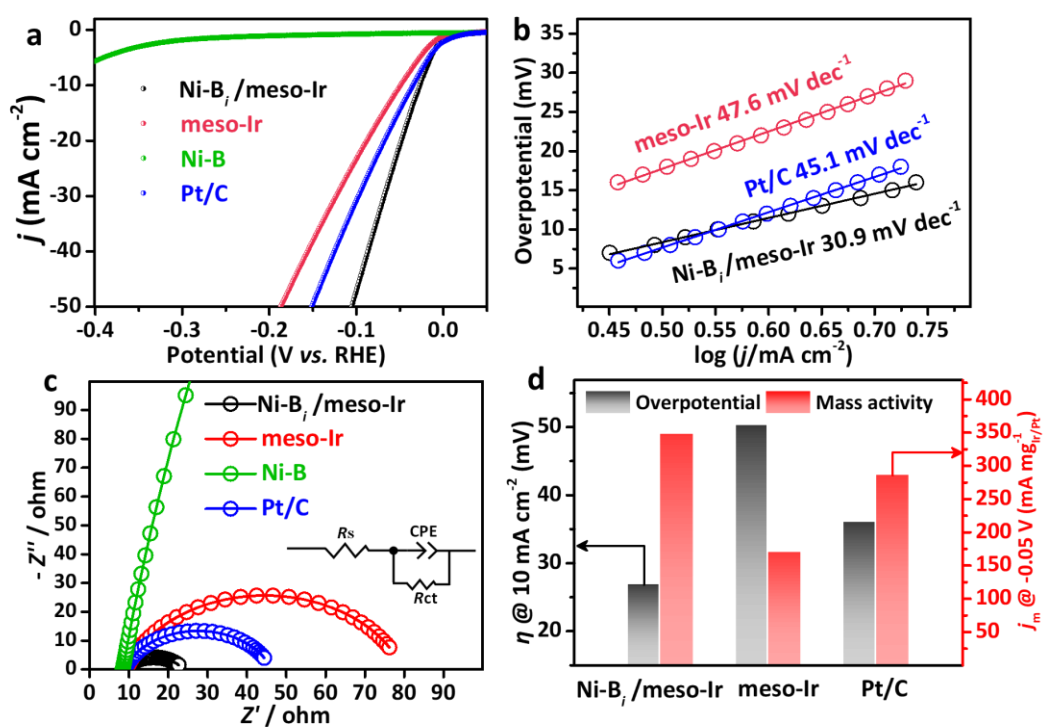 a
0
-10
-20
-30
-40
-50
j (mA cm⁻²)
Ni-Bᵢ/meso-Ir
meso-Ir
Ni-B
Pt/C
-0.4 -0.3 -0.2 -0.1 0.0
Potential (V vs. RHE)
b
35
30
25
20
15
10
5
Overpotential (mV)
meso-Ir 47.6 mV dec⁻¹
Pt/C 45.1 mV dec⁻¹
Ni-Bᵢ/meso-Ir 30.9 mV dec⁻¹
0.45 0.50 0.55 0.60 0.65 0.70 0.75
log (j/mA cm⁻²)
c
90
80
70
60
50
40
30
20
10
0
- Z'' / ohm
Ni-Bᵢ/meso-Ir
meso-Ir
Ni-B
Pt/C
Rs
CPE
Rct
0 10 20 30 40 50 60 70 80 90
Z' / ohm
d
Overpotential
Mass activity
50
40
30
20
η @ 10 mA cm⁻² (mV)
400
350
300
250
200
150
100
50
jₘ @ -0.05 V (mA mg⁻¹Ir/Pt)
Ni-Bᵢ/meso-Ir meso-Ir Pt/C